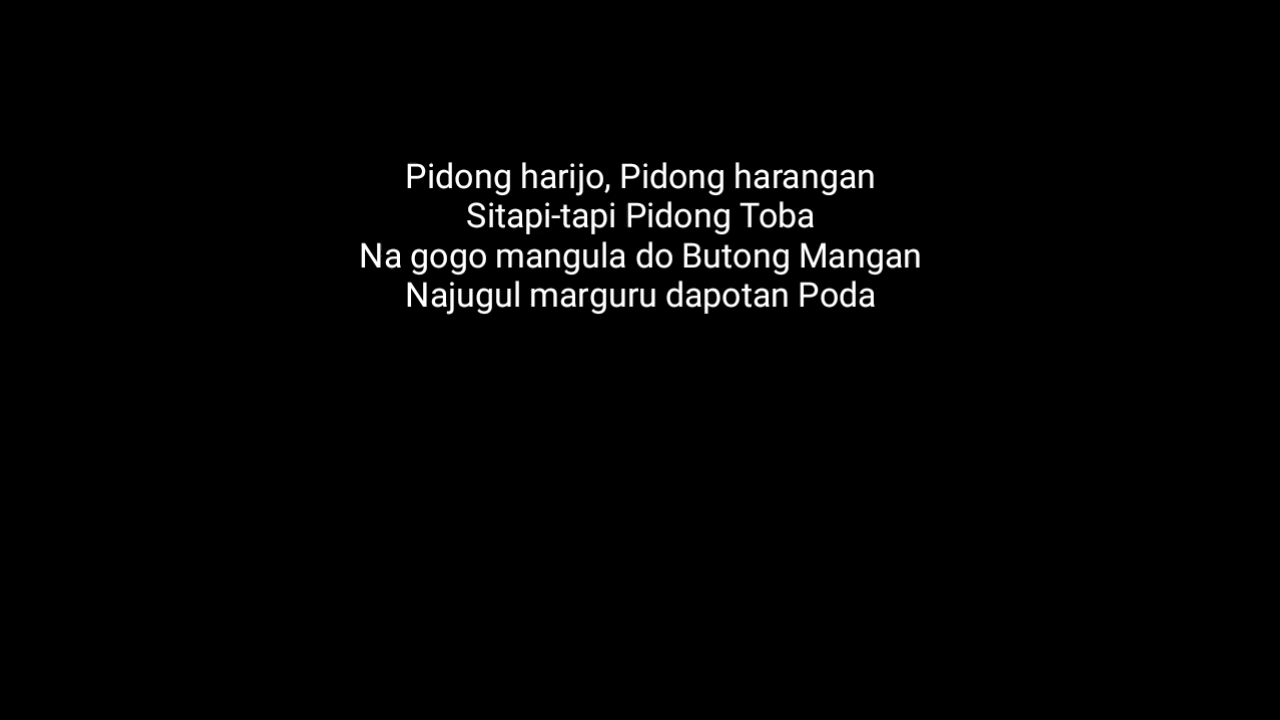 Pidong harijo, Pidong harangan
Sitapi-tapi Pidong Toba
Na gogo mangula do Butong Mangan
Najugul marguru dapotan Poda